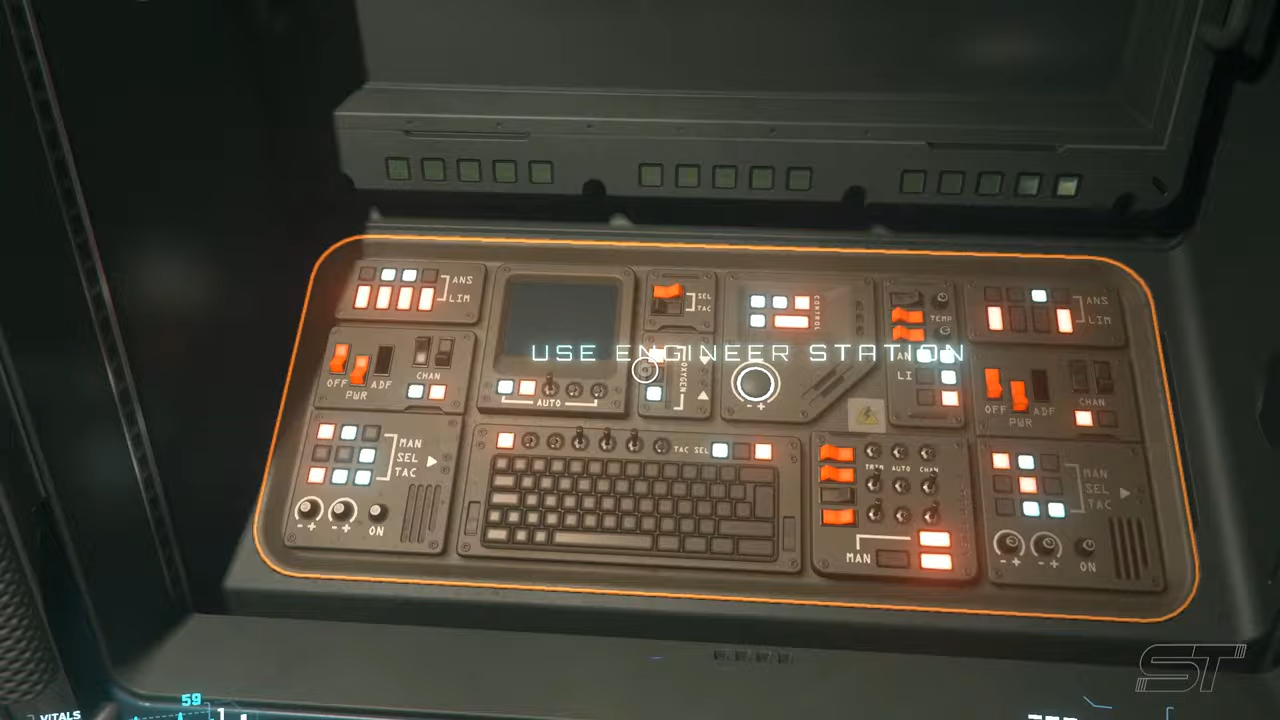 ANS
LIM
SEL
TAC
CONTROL
TEMP
ANS
LIM
USE ENGINEER STATION
OFF
PWR
ADF
CHAN
AUTO
OXYGEN
- +
LI
OFF
PWR
ADF
CHAN
MAN
SEL
TAC
TAC SEL
TRIM AUTO CHAN
MAN
SEL
TAC
- +
- +
ON
MAN
- +
- +
ON
ST
59
VITALS